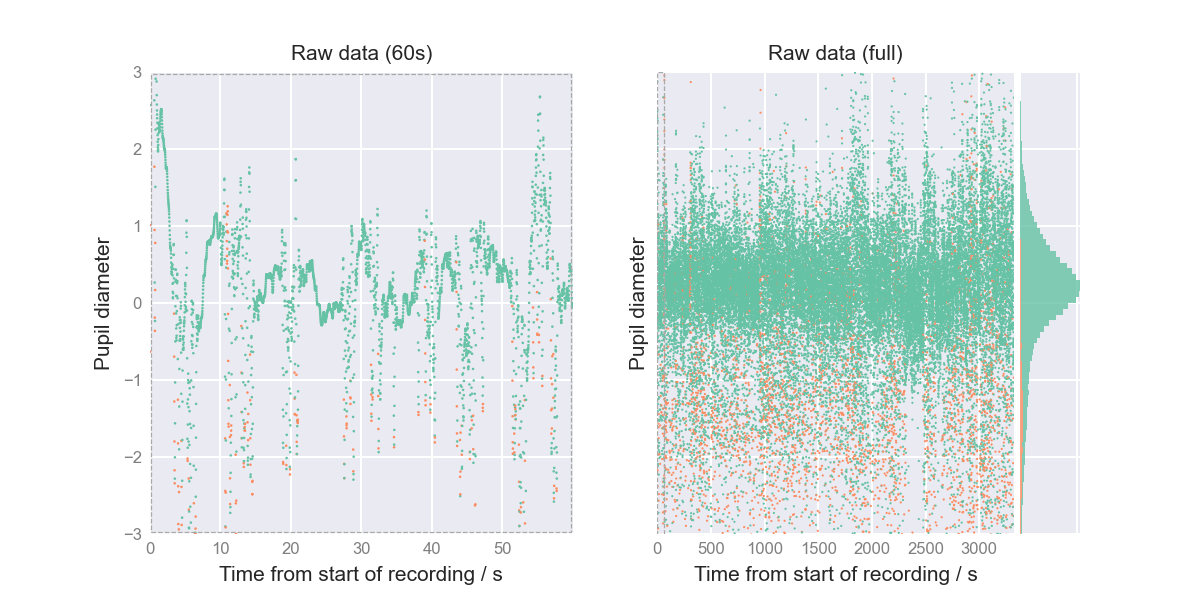 Raw data (60s)
Pupil diameter
3
2
1
0
−1
−2
−3
0 10 20 30 40 50
Time from start of recording / s
Raw data (full)
Pupil diameter
0 500 1000 1500 2000 2500 3000
Time from start of recording / s